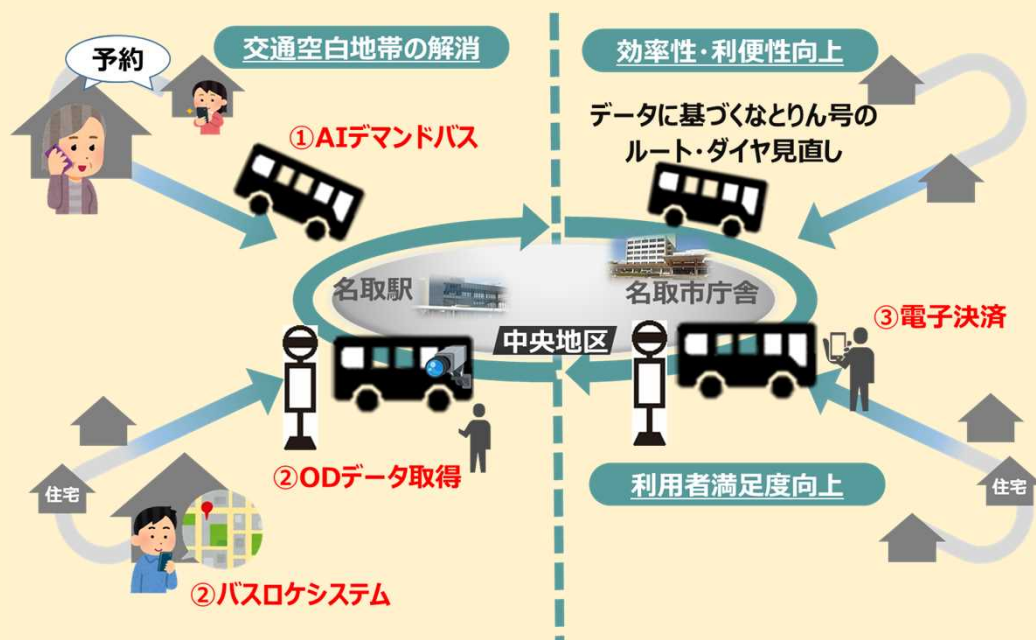 交通空白地帯の解消
効率性・利便性向上
予約
①AIデマンドバス
データに基づくなとりん号の
ルート・ダイヤ見直し
名取駅
名取市庁舎
中央地区
③電子決済
②ODデータ取得
利用者満足度向上
住宅
住宅
②バスロケシステム